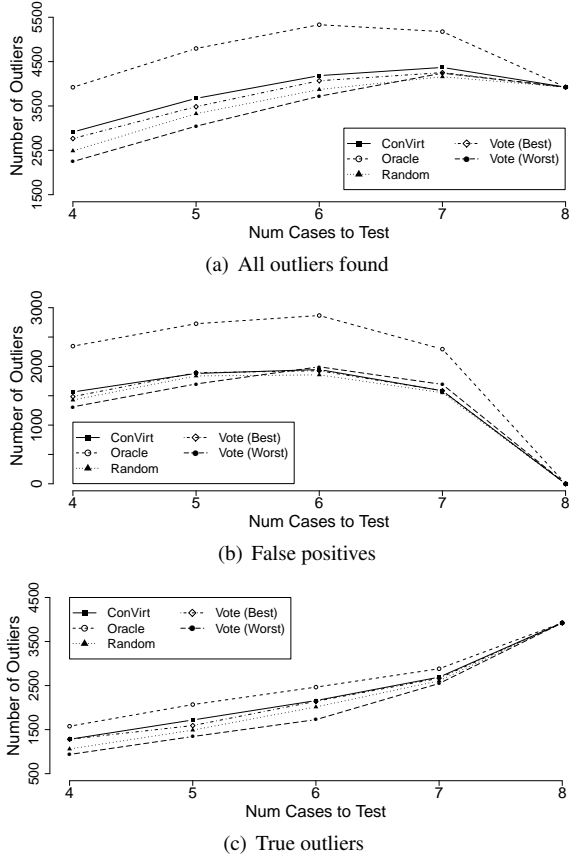 Number of Outliers
1500 2500 3500 4500 5500
ConVirt
Oracle
Random
Vote (Best)
Vote (Worst)
4 5 6 7 8
Num Cases to Test
(a) All outliers found
Number of Outliers
0 1000 2000 3000
ConVirt
Oracle
Random
Vote (Best)
Vote (Worst)
4 5 6 7 8
Num Cases to Test
(b) False positives
Number of Outliers
500 1500 2500 3500 4500
ConVirt
Oracle
Random
Vote (Best)
Vote (Worst)
4 5 6 7 8
Num Cases to Test
(c) True outliers